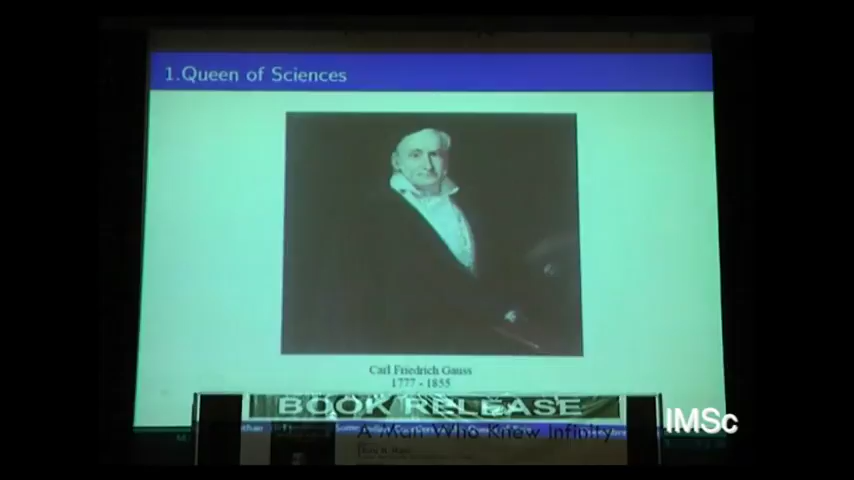 1.Queen of Sciences
Carl Friedrich Gauss
1777 - 1855
BOOK RELEASE
A Man Who Knew Infinity
IMSc